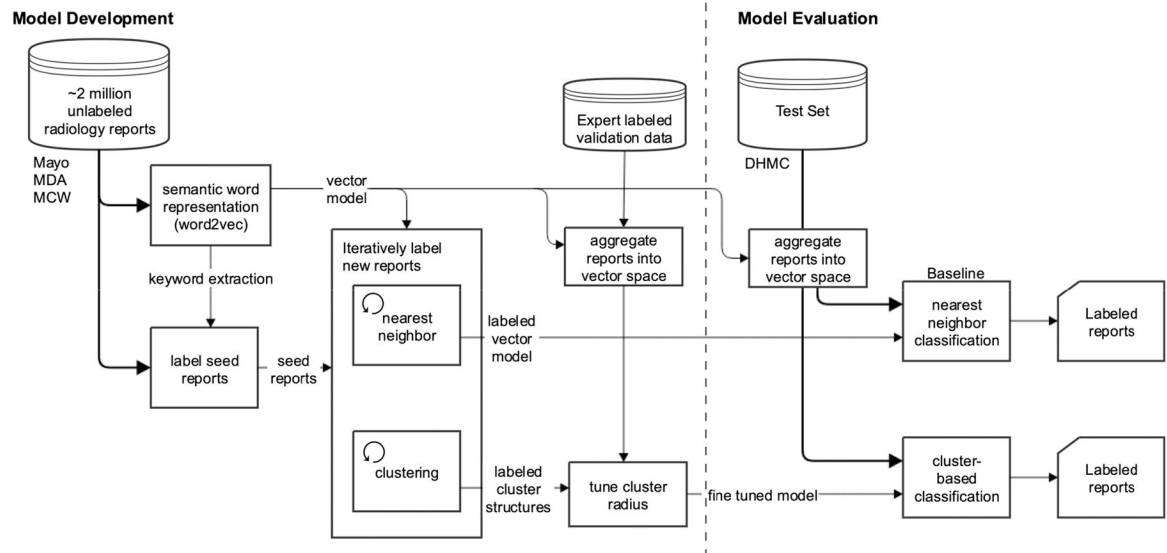 Model Development
Model Evaluation
~2 million
unlabeled
radiology reports
Mayo
MDA
MCW
Expert labeled
validation data
Test Set
DHMC
semantic word
representation
(word2vec)
vector
model
keyword extraction
label seed
reports
seed
reports
Iteratively label
new reports
nearest
neighbor
clustering
labeled
vector
model
labeled
cluster
structures
aggregate
reports into
vector space
tune cluster
radius
fine tuned model
aggregate
reports into
vector space
Baseline
nearest
neighbor
classification
Labeled
reports
cluster-
based
classification
Labeled
reports